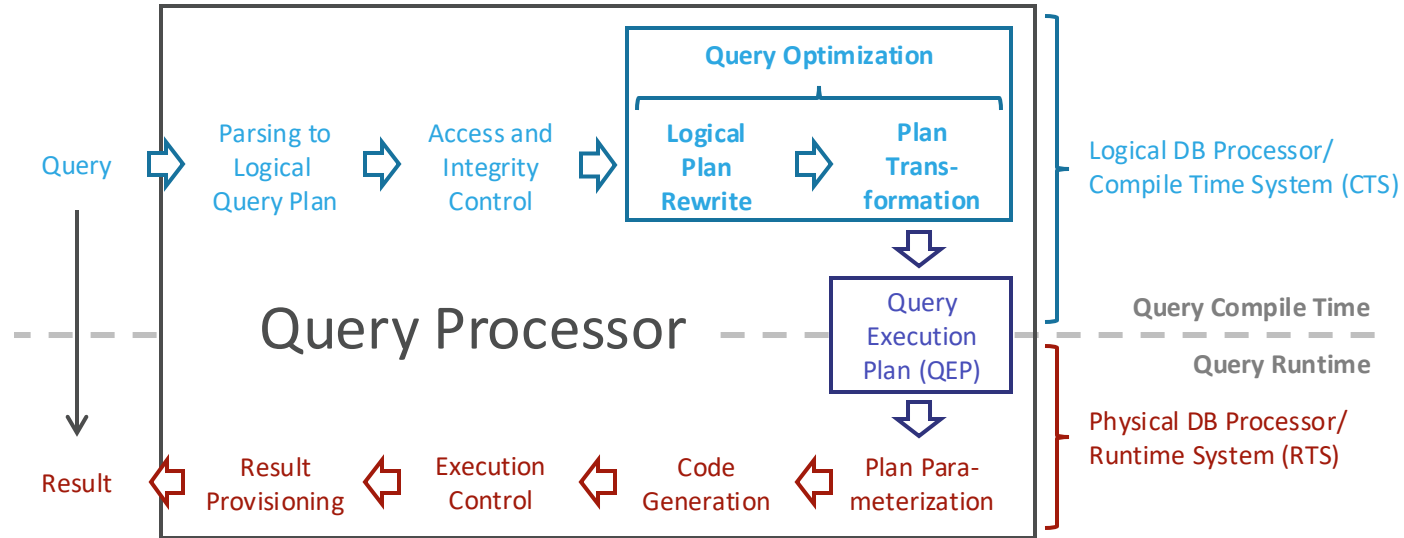 Query Optimization
Query
Parsing to
Logical
Query Plan
Access and
Integrity
Control
Logical
Plan
Rewrite
Plan
Trans-
formation
Logical DB Processor/
Compile Time System (CTS)
Query Processor
Query
Execution
Plan (QEP)
Query Compile Time
Query Runtime
Physical DB Processor/
Runtime System (RTS)
Result
Result
Provisioning
Execution
Control
Code
Generation
Plan Para-
meterization